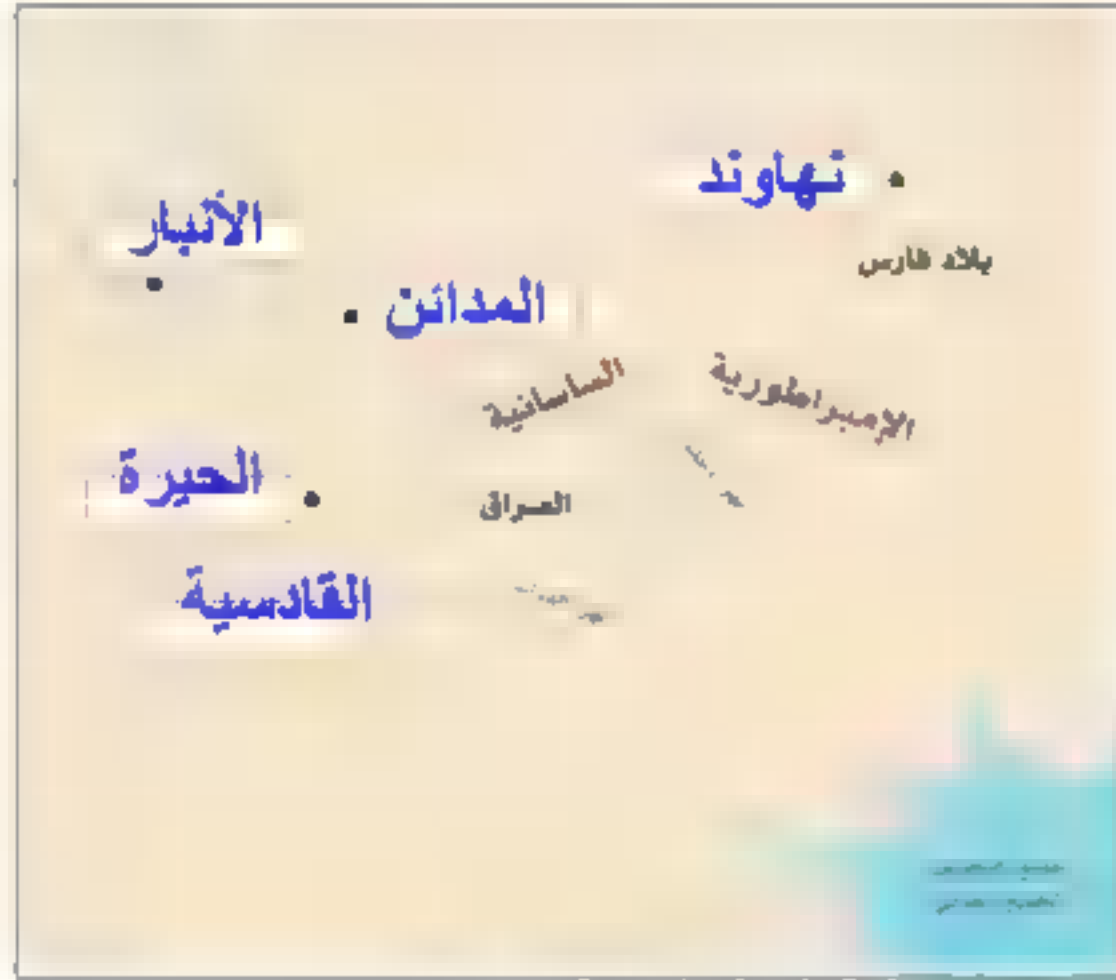 نهاوند
الأنبار
بلاد فارس
المدائن
الإمبراطورية
الساسانية
الحيرة
العراق
القادسية